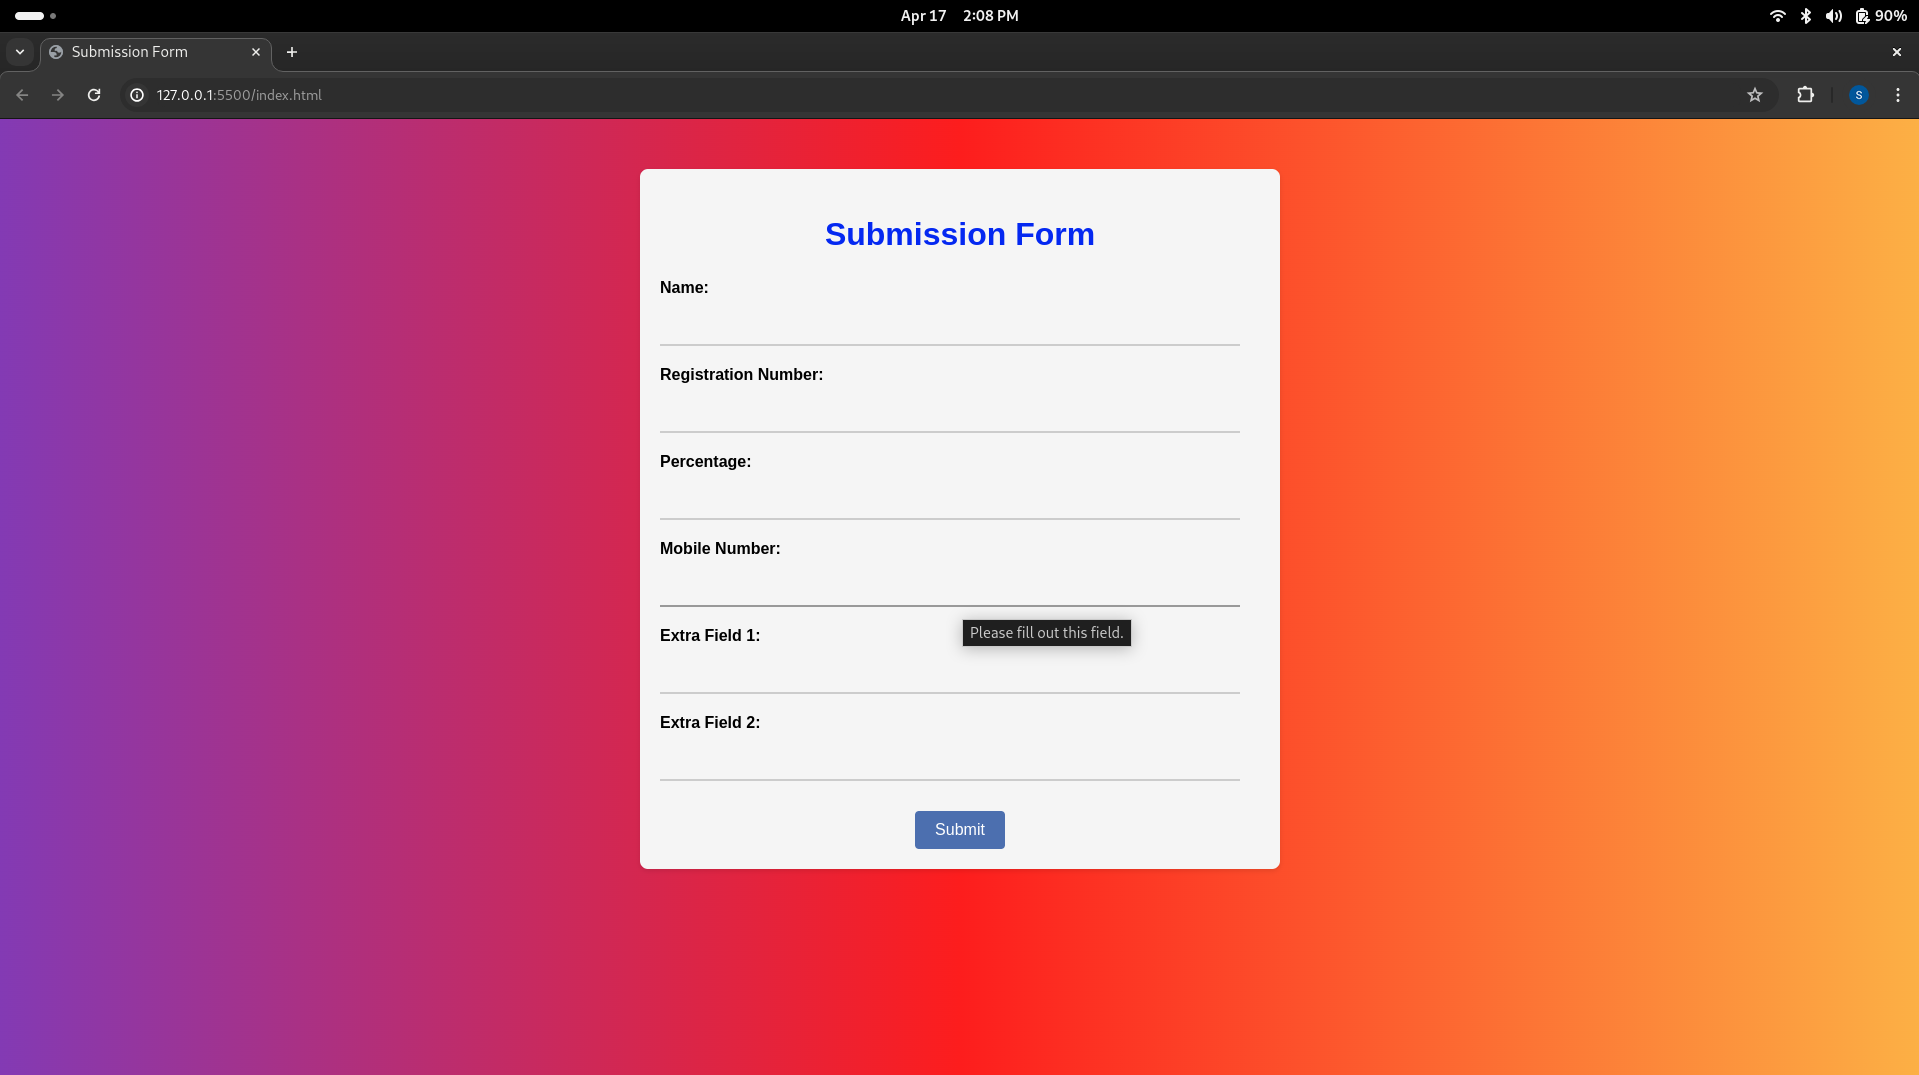 Apr 17 2:08 PM
90%
Submission Form
127.0.0.1:5500/index.html
S
Submission Form
Name:
Registration Number:
Percentage:
Mobile Number:
Please fill out this field.
Extra Field 1:
Extra Field 2:
Submit